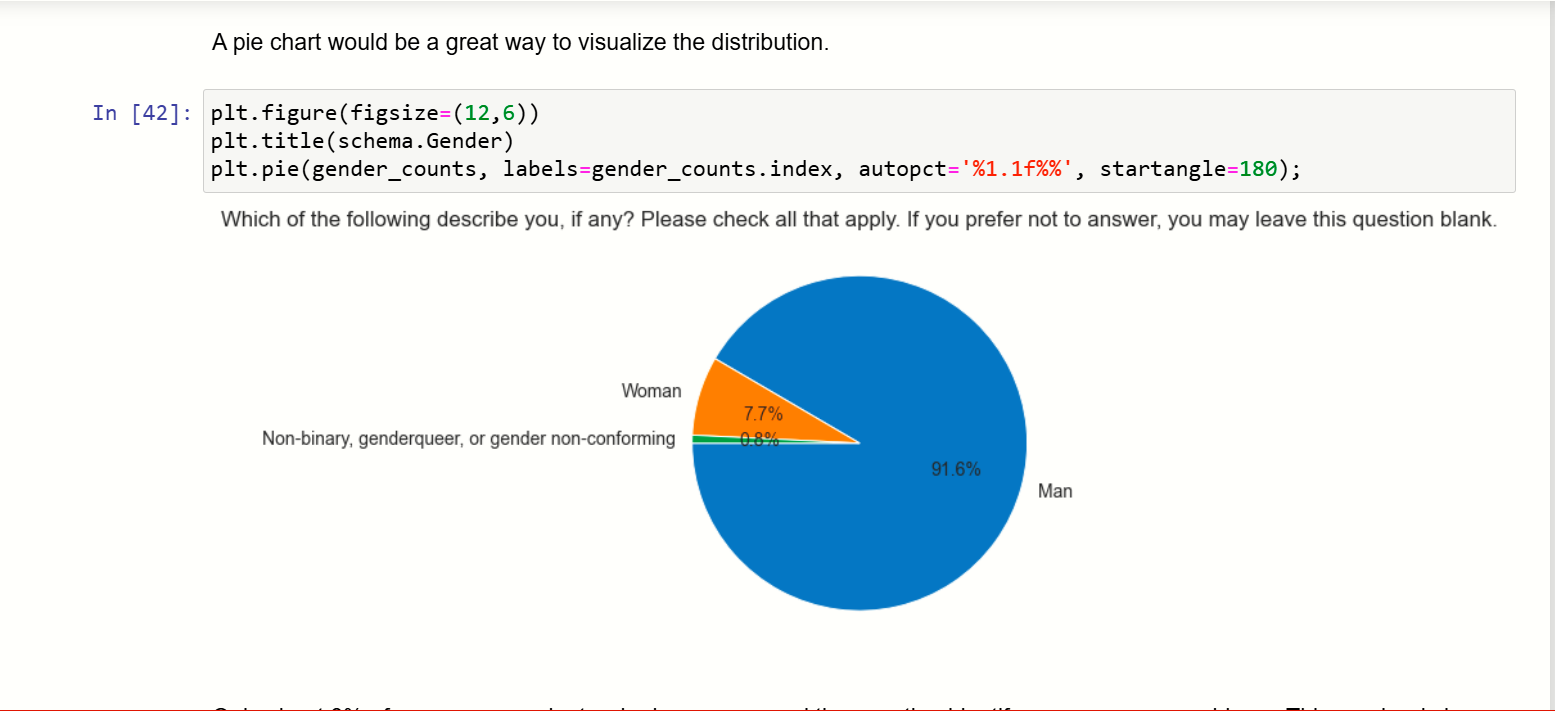 A pie chart would be a great way to visualize the distribution.
In [42]: plt.figure(figsize=(12,6))
plt.title(schema.Gender)
plt.pie(gender_counts, labels=gender_counts.index, autopct='%1.1f%%', startangle=180);
Which of the following describe you, if any? Please check all that apply. If you prefer not to answer, you may leave this question blank.
Woman
7.7%
Non-binary, genderqueer, or gender non-conforming
0.8%
91.6%
Man